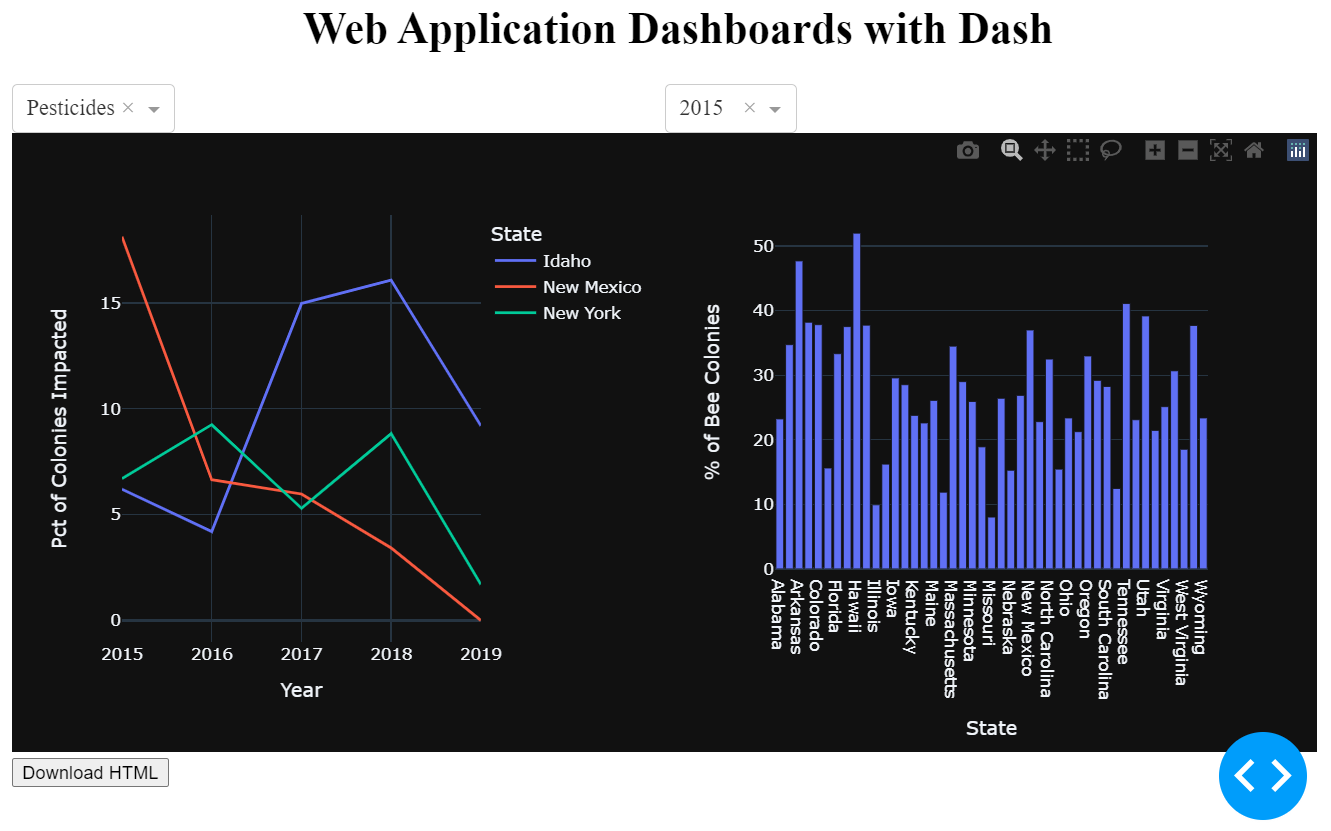 Web Application Dashboards with Dash
Pesticides × 
2015 ×
State
Idaho
New Mexico
New York
Pct of Colonies Impacted
15
10
5
0
2015 2016 2017 2018 2019
Year
% of Bee Colonies
50
40
30
20
10
0
Alabama
Arkansas
Colorado
Florida
Hawaii
Illinois
Iowa
Kentucky
Maine
Massachusetts
Minnesota
Missouri
Nebraska
New Mexico
North Carolina
Ohio
Oregon
South Carolina
Tennessee
Utah
Virginia
West Virginia
Wyoming
State
Download HTML